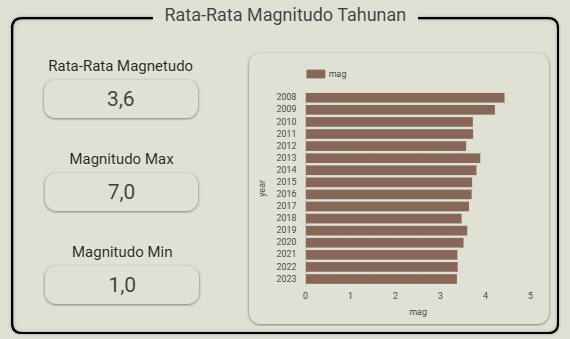 Rata-Rata Magnitudo Tahunan
Rata-Rata Magnetudo
3,6
Magnitudo Max
7,0
Magnitudo Min
1,0
mag
year
2008
2009
2010
2011
2012
2013
2014
2015
2016
2017
2018
2019
2020
2021
2022
2023
0 1 2 3 4 5
mag